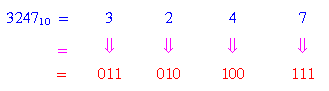 3247₁₀ = 3 2 4 7
= ⇓ ⇓ ⇓ ⇓
= 011 010 100 111